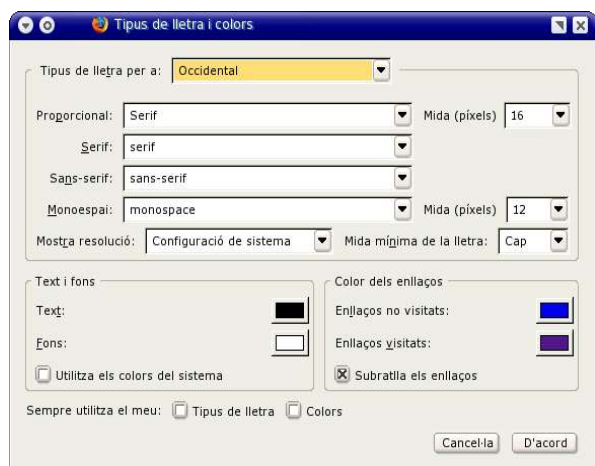 Tipus de lletra i colors
Tipus de lletra per a: Occidental
Proporcional: Serif Mida (píxels) 16
Serif: serif
Sans-serif: sans-serif
Monoespai: monospace Mida (píxels) 12
Mostra resolució: Configuració de sistema Mida mínima de la lletra: Cap
Text i fons
Text:
Fons:
Utilitza els colors del sistema
Color dels enllaços
Enllaços no visitats:
Enllaços visitats:
Subratlla els enllaços
Sempre utilitza el meu: Tipus de lletra Colors
Cancel·la D'acord